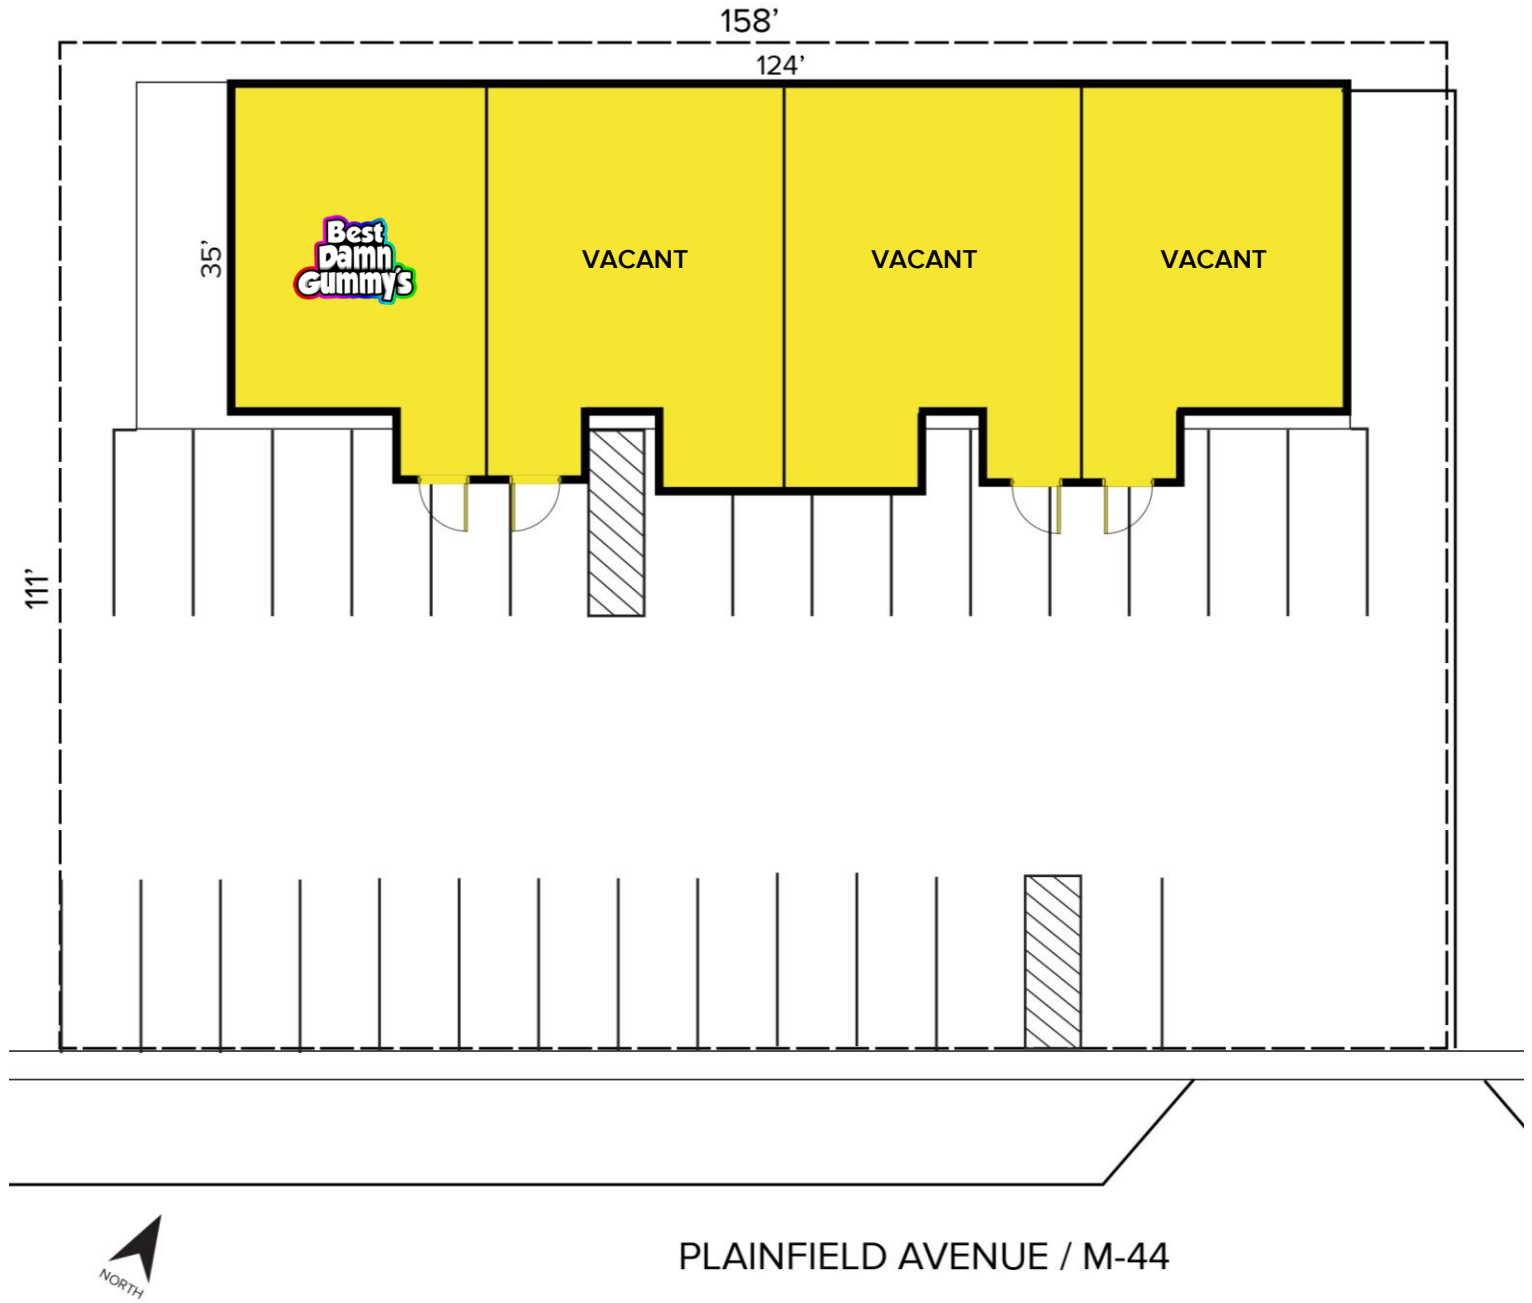 158’
124’
35’
Best
Damn
Gummy's
VACANT
VACANT
VACANT
111’
NORTH
PLAINFIELD AVENUE / M-44